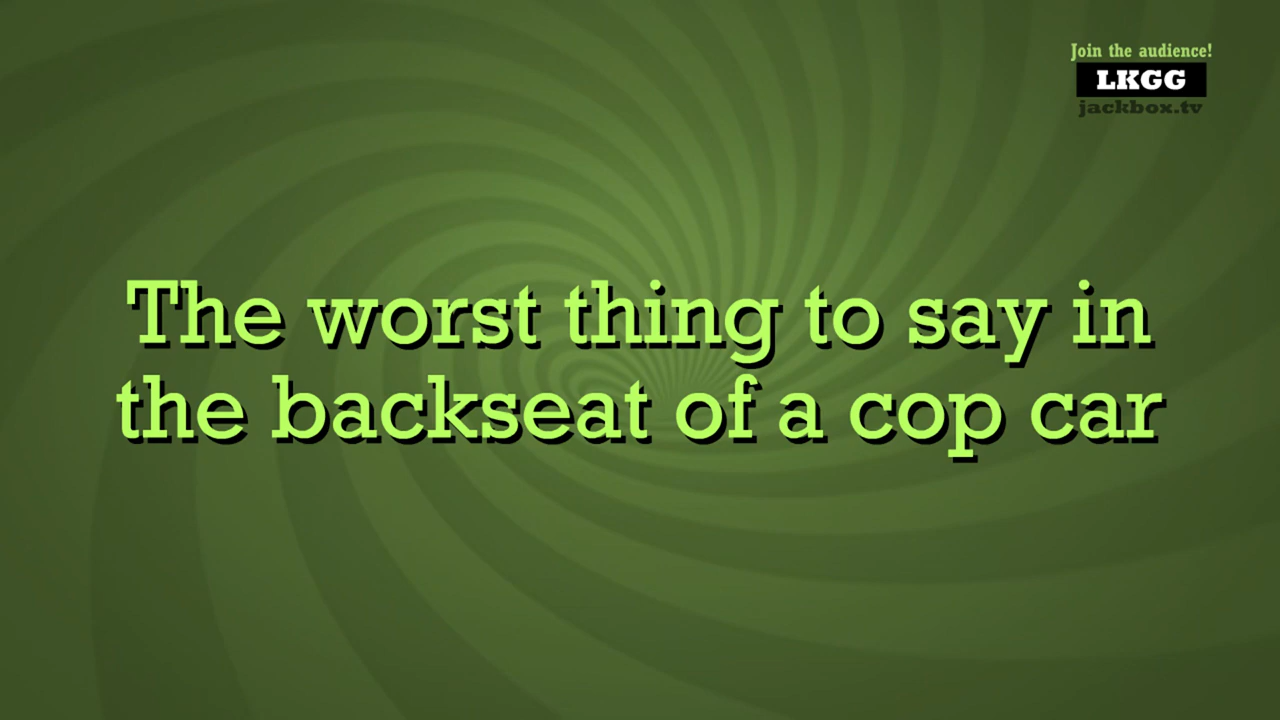 Join the audience!
LKGG
jackbox.tv
The worst thing to say in
the backseat of a cop car